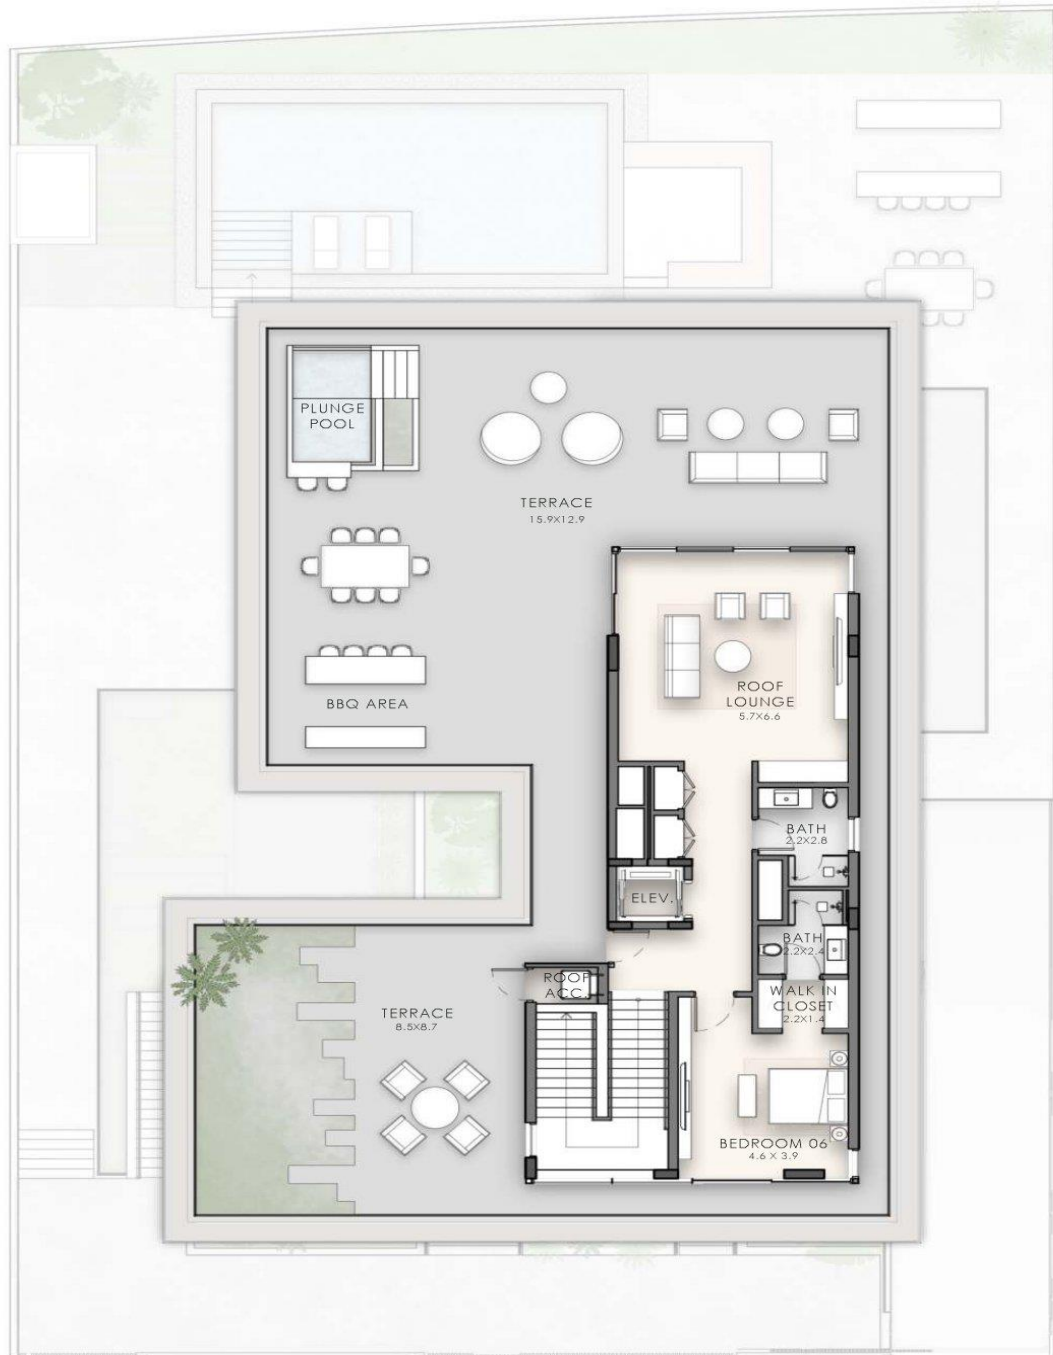 PLUNGE
POOL
TERRACE
15.9X12.9
BBQ AREA
ROOF
LOUNGE
5.7X6.6
BATH
2.2X2.8
ELEV.
BATH
2.2X2.4
ROOF
ACC.
WALK IN
CLOSET
2.2X1.4
TERRACE
8.5X8.7
BEDROOM 06
4.6 X 3.9